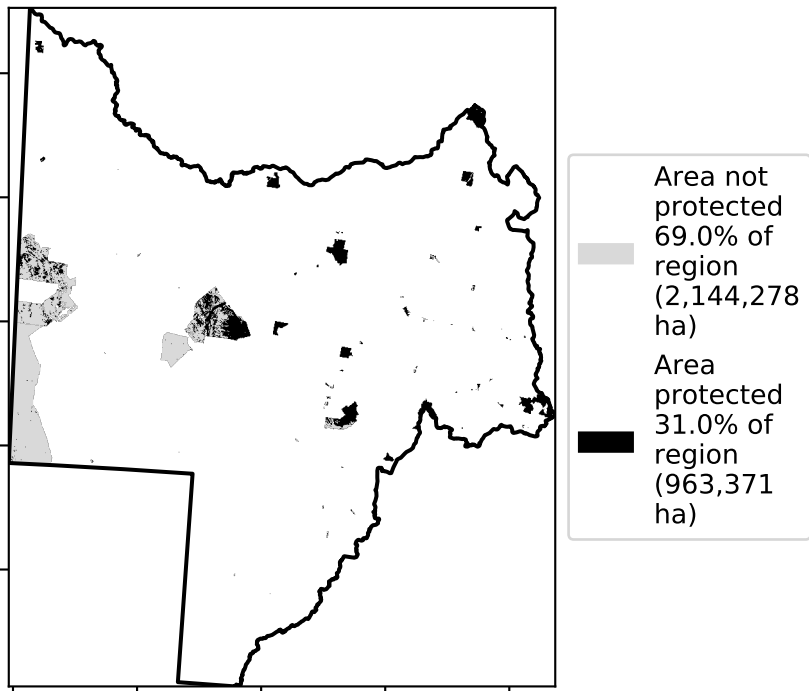 Area not
protected
69.0% of
region
(2,144,278
ha)
Area
protected
31.0% of
region
(963,371
ha)